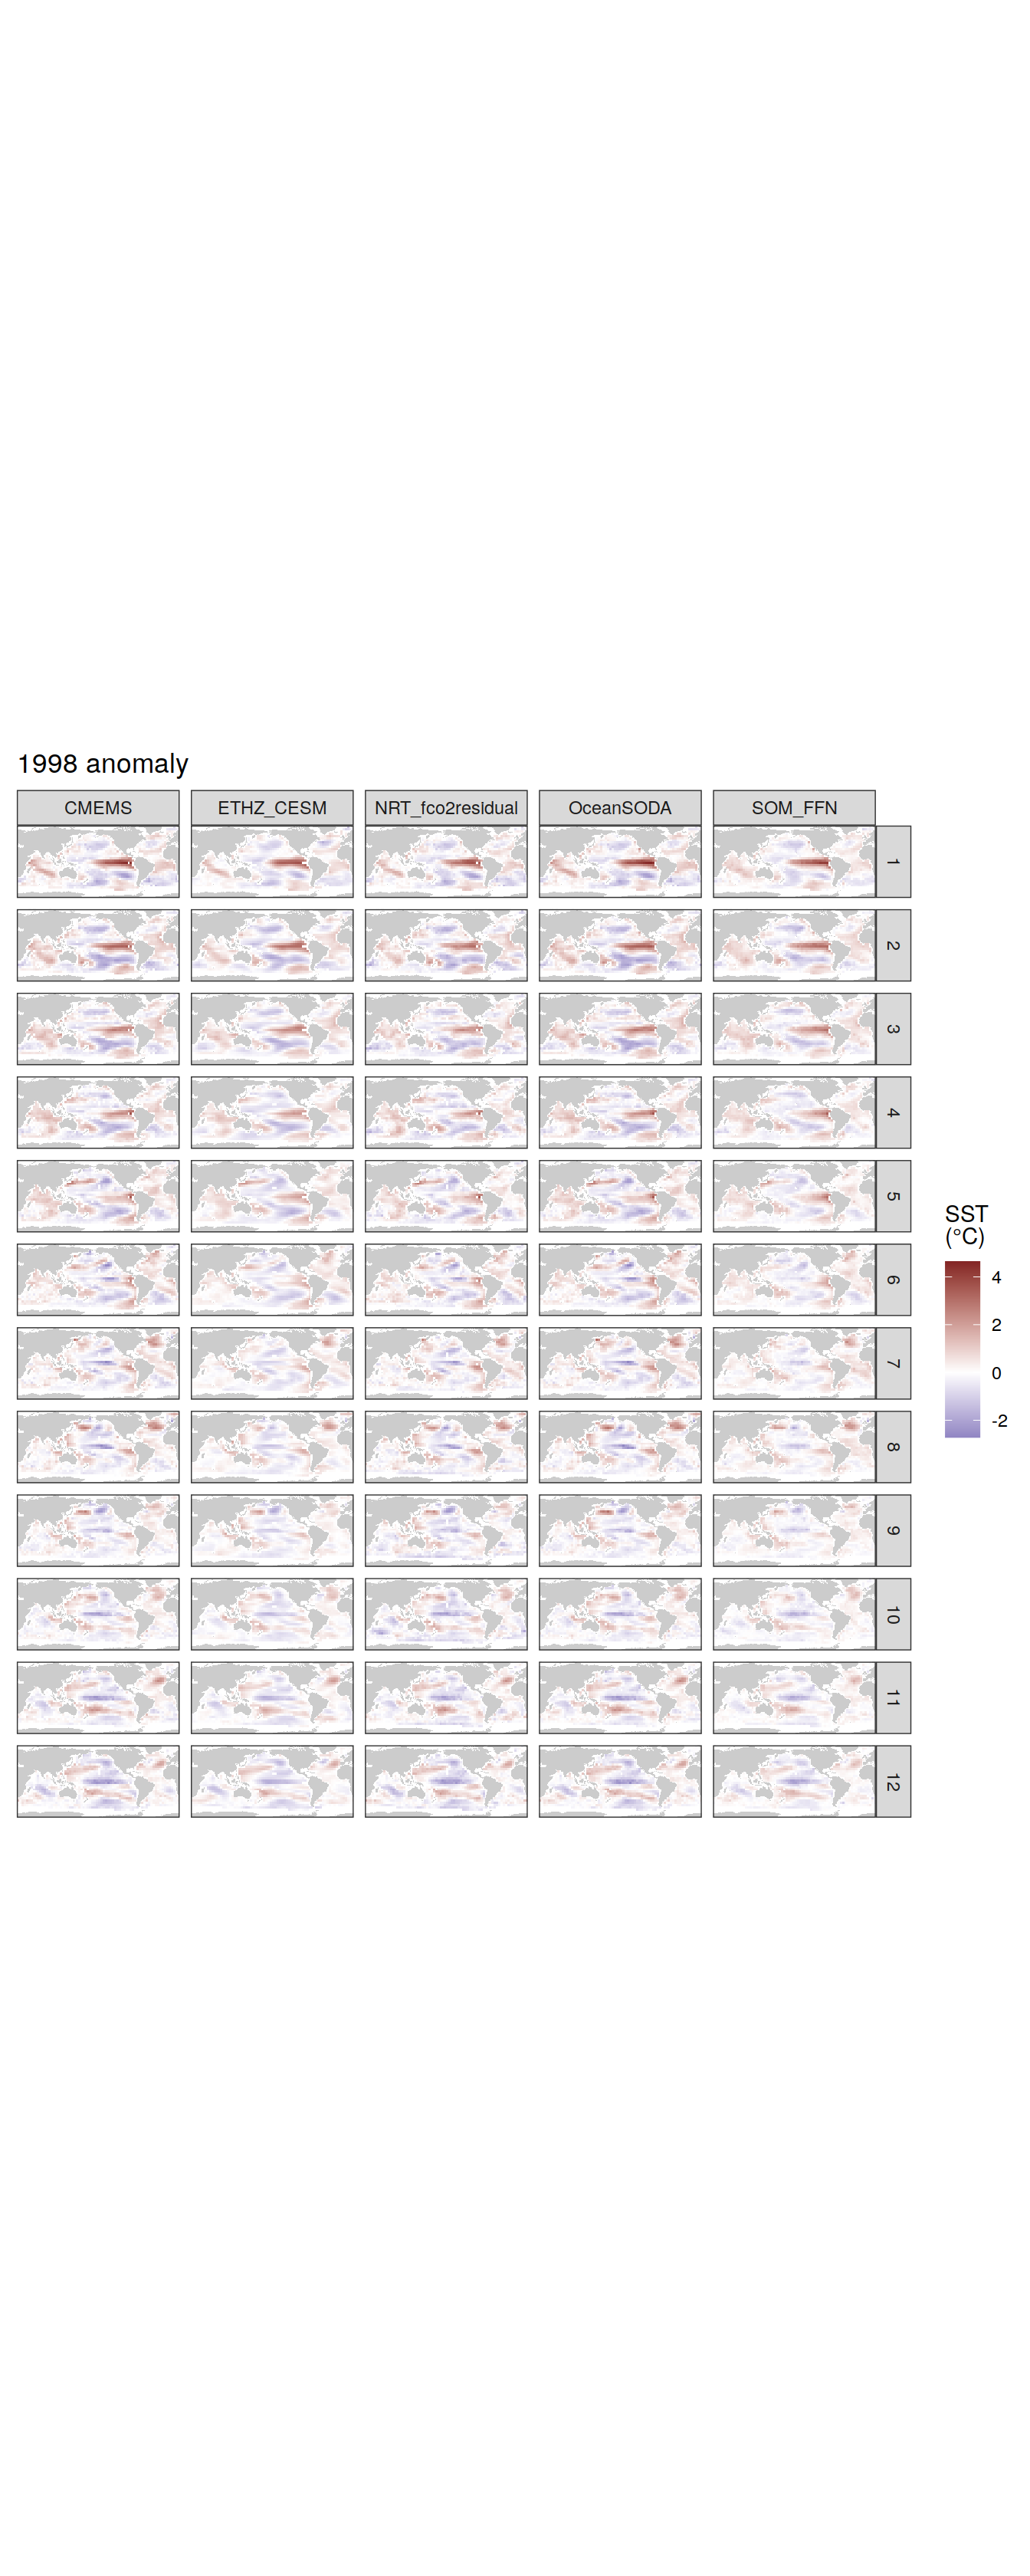 1998 anomaly
CMEMS
ETHZ_CESM
NRT_fco2residual
OceanSODA
SOM_FFN
1
2
3
4
5
6
7
8
9
10
11
12
SST
(°C)
4
2
0
-2